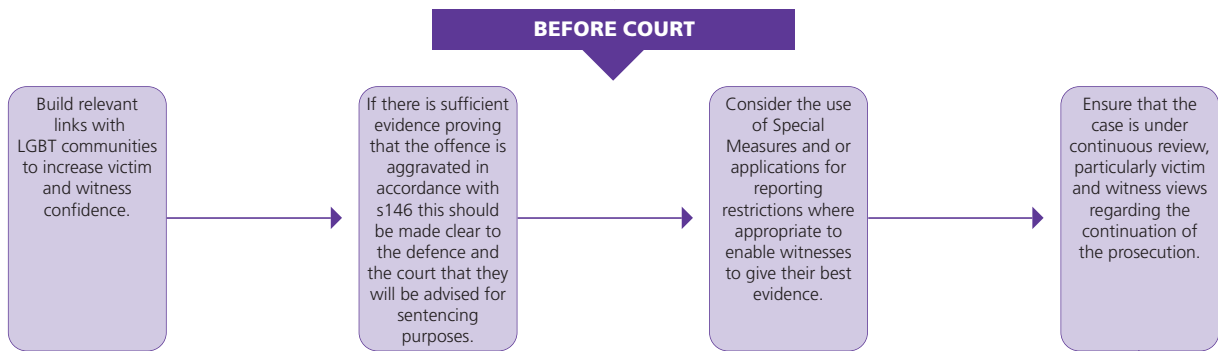 BEFORE COURT
Build relevant
links with
LGBT communities
to increase victim
and witness
confidence.
If there is sufficient
evidence proving
that the offence is
aggravated in
accordance with
s146 this should
be made clear to
the defence and
the court that they
will be advised for
sentencing
purposes.
Consider the use
of Special
Measures and or
applications for
reporting
restrictions where
appropriate to
enable witnesses
to give their best
evidence.
Ensure that the
case is under
continuous review,
particularly victim
and witness views
regarding the
continuation of
the prosecution.